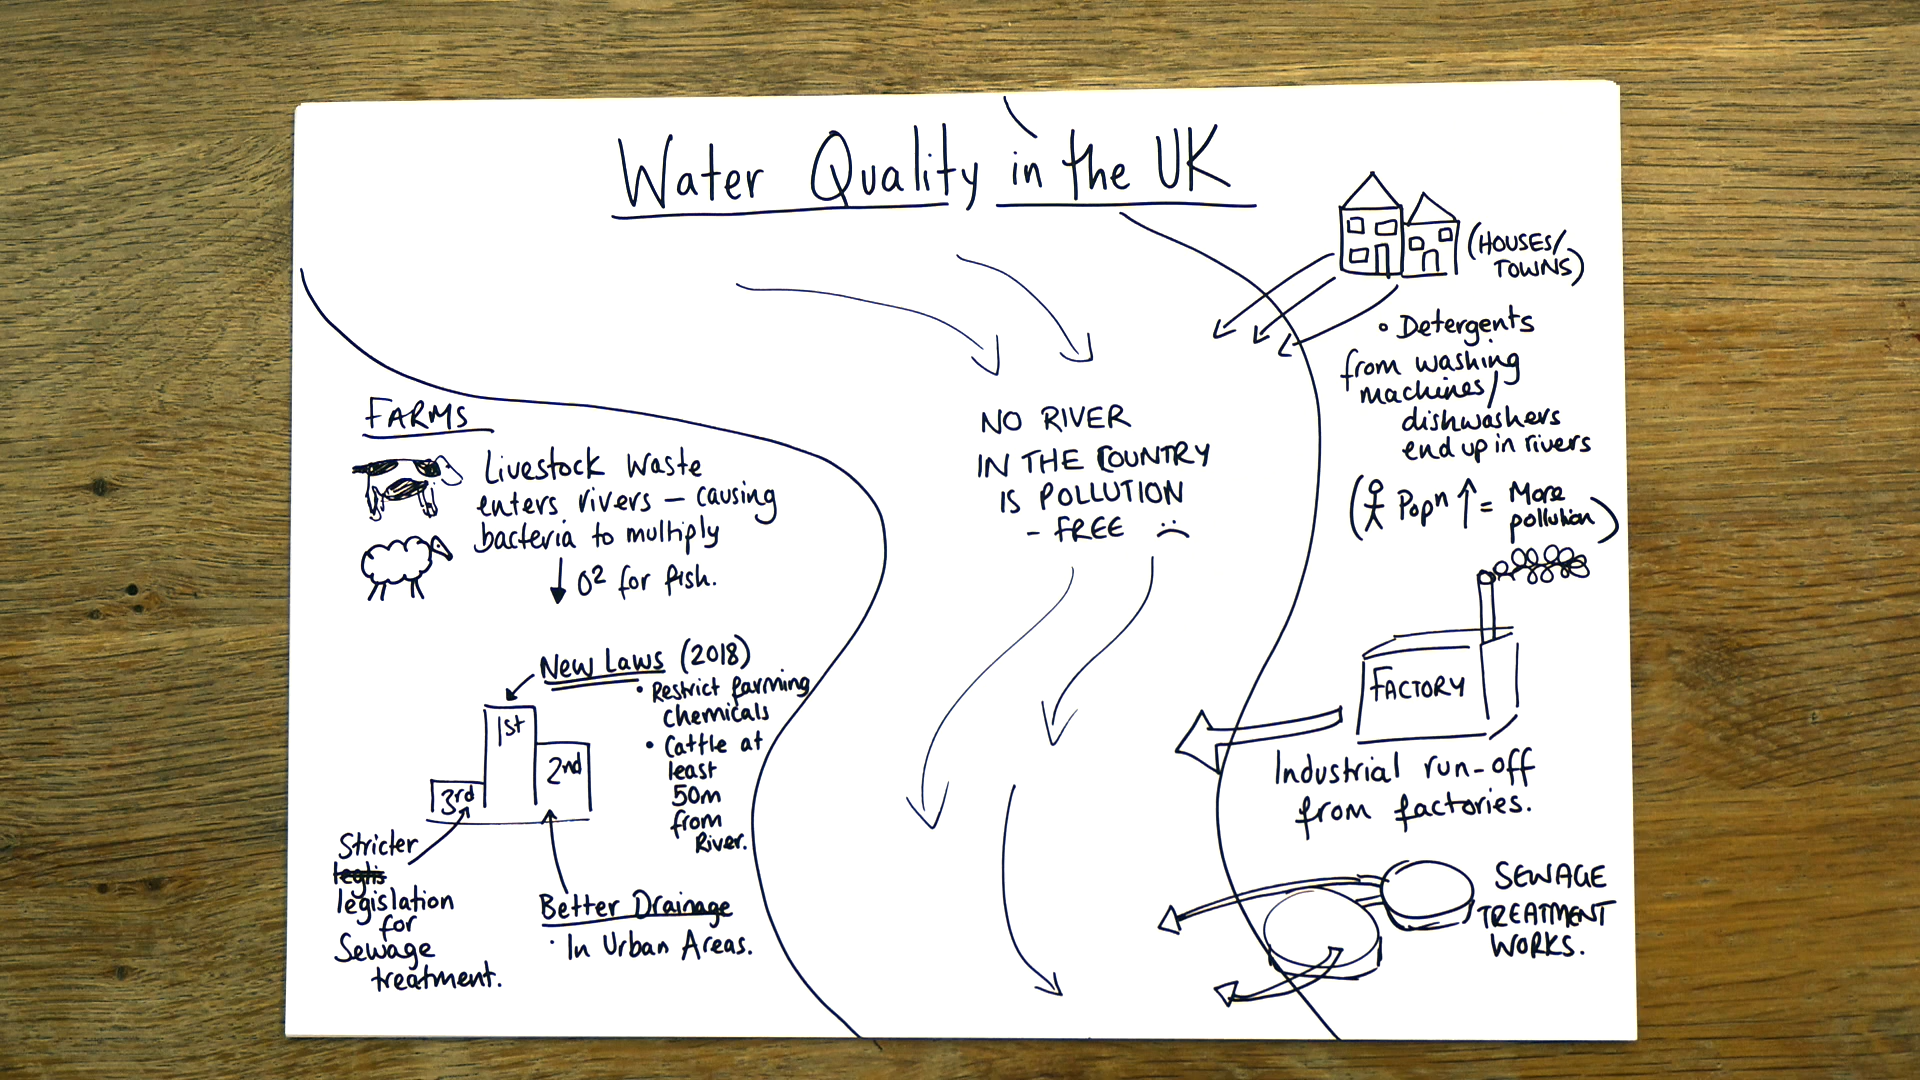 Water Quality in the UK
FARMS
Livestock waste
enters rivers – causing
bacteria to multiply
↓ O² for fish.
New Laws (2018)
• Restrict farming
chemicals
• Cattle at
least
50m
from
River.
1st
2nd
3rd
Stricter
legislation
for
Sewage
treatment.
Better Drainage
• In Urban Areas.
NO RIVER
IN THE COUNTRY
IS POLLUTION
- FREE ☹
(HOUSES/
TOWNS)
• Detergents
from washing
machines/
dishwashers
end up in rivers
( Popⁿ ↑ = More
pollution)
FACTORY
Industrial run-off
from factories.
SEWAGE
TREATMENT
WORKS.